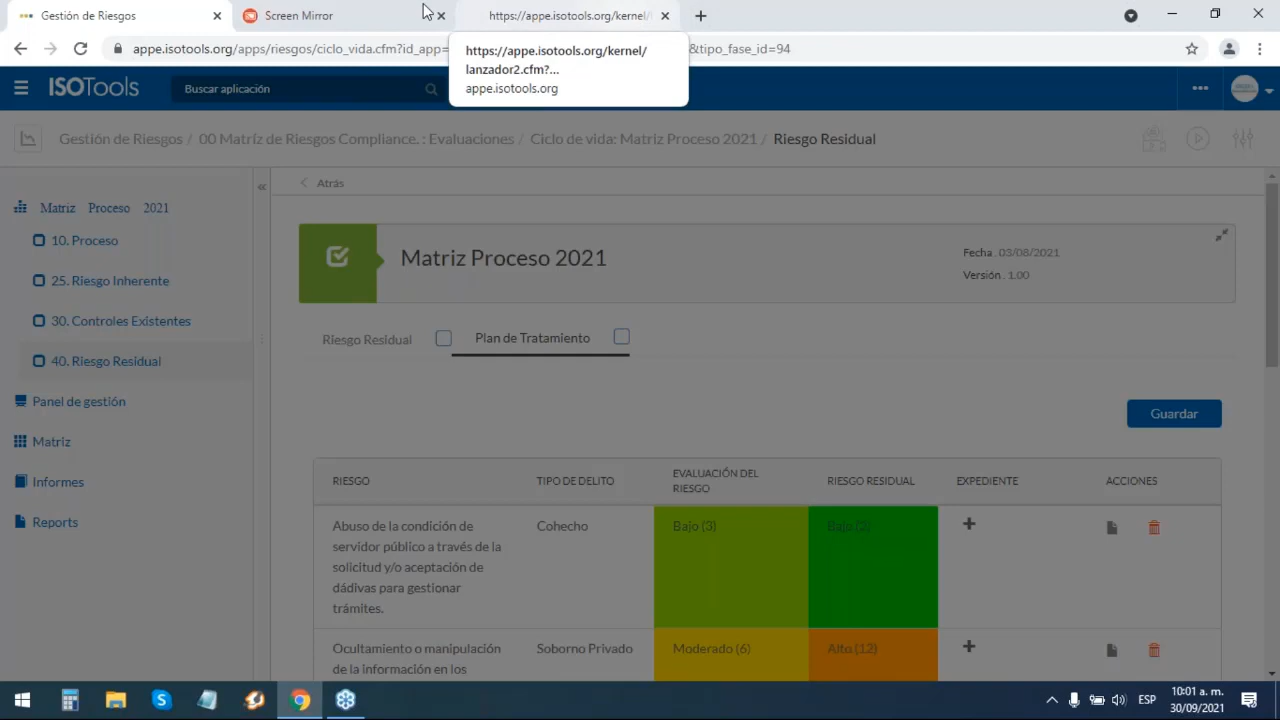 Gestión de Riesgos
Screen Mirror
https://appe.isotools.org/kernel/
appe.isotools.org/apps/riesgos/ciclo_vida.cfm?id_app=
&tipo_fase_id=94
https://appe.isotools.org/kernel/
lanzador2.cfm?...
appe.isotools.org
ISOTools
Buscar aplicación
Gestión de Riesgos / 00 Matríz de Riesgos Compliance. : Evaluaciones / Ciclo de vida: Matriz Proceso 2021 / Riesgo Residual
Matriz Proceso 2021
10. Proceso
25. Riesgo Inherente
30. Controles Existentes
40. Riesgo Residual
Panel de gestión
Matriz
Informes
Reports
« 
Atrás
Matriz Proceso 2021
Fecha . 03/08/2021
Versión . 1.00
Riesgo Residual
Plan de Tratamiento
Guardar
RIESGO
TIPO DE DELITO
EVALUACIÓN DEL
RIESGO
RIESGO RESIDUAL
EXPEDIENTE
ACCIONES
Abuso de la condición de
servidor público a través de la
solicitud y/o aceptación de
dádivas para gestionar
trámites.
Cohecho
Bajo (3)
Bajo (2)
Ocultamiento o manipulación
de la información en los
Soborno Privado
Moderado (6)
Alto (12)
ESP
10:01 a. m.
30/09/2021